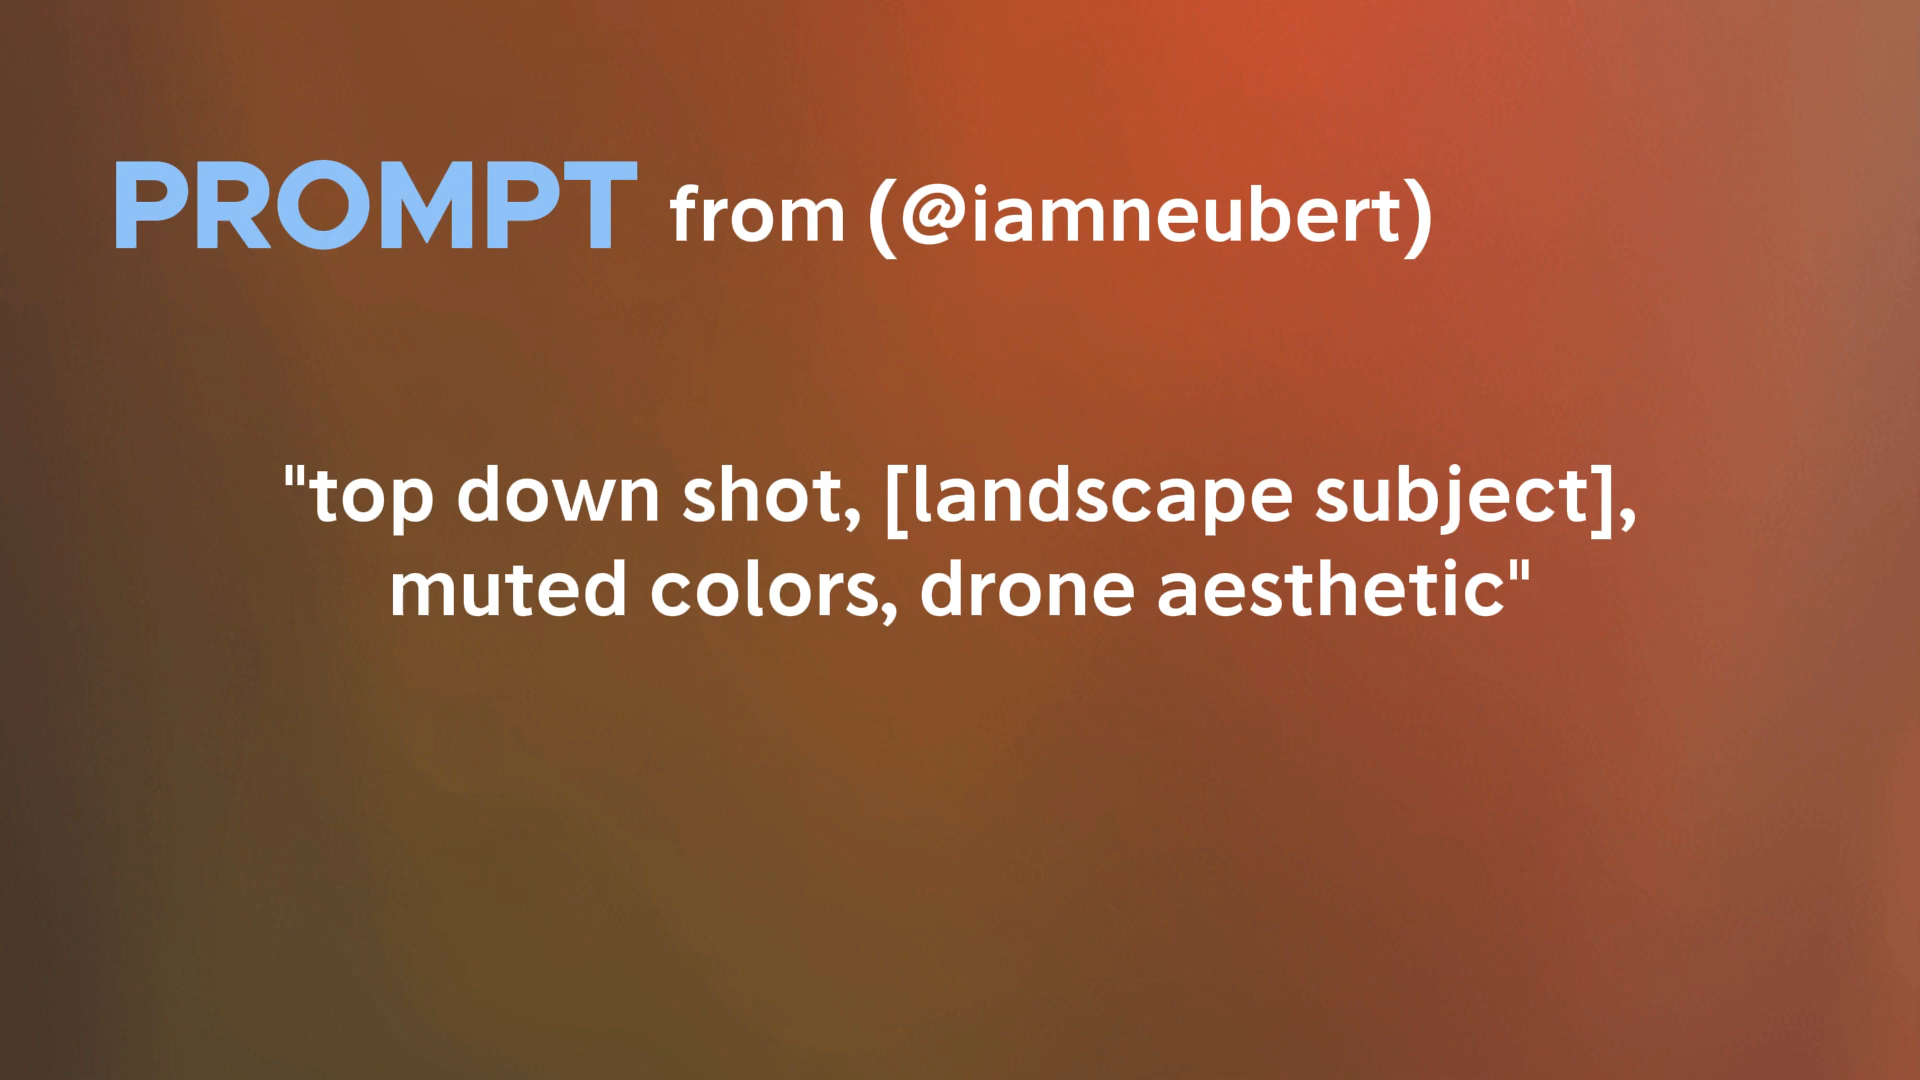 PROMPT from (@iamneubert)
"top down shot, [landscape subject],
muted colors, drone aesthetic"